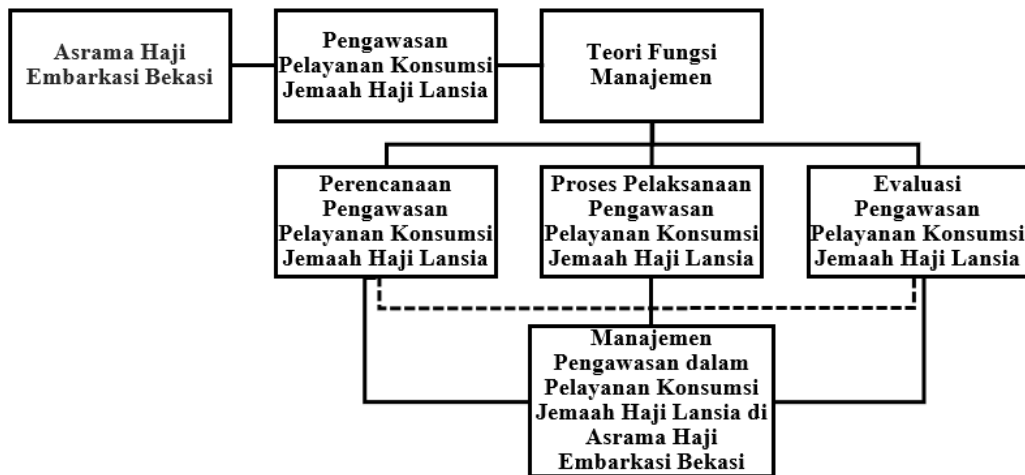 Asrama Haji
Embarkasi Bekasi
Pengawasan
Pelayanan Konsumsi
Jemaah Haji Lansia
Teori Fungsi
Manajemen
Perencanaan
Pengawasan
Pelayanan Konsumsi
Jemaah Haji Lansia
Proses Pelaksanaan
Pengawasan
Pelayanan Konsumsi
Jemaah Haji Lansia
Evaluasi
Pengawasan
Pelayanan Konsumsi
Jemaah Haji Lansia
Manajemen
Pengawasan dalam
Pelayanan Konsumsi
Jemaah Haji Lansia di
Asrama Haji
Embarkasi Bekasi